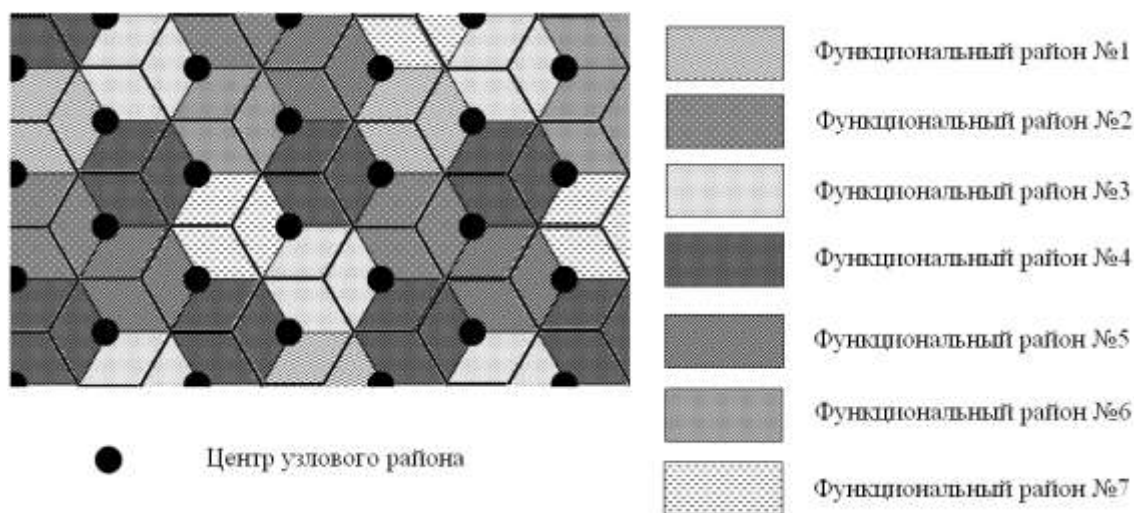 Функциональный район №1
Функциональный район №2
Функциональный район №3
Функциональный район №4
Функциональный район №5
Функциональный район №6
Функциональный район №7
Центр узлового района